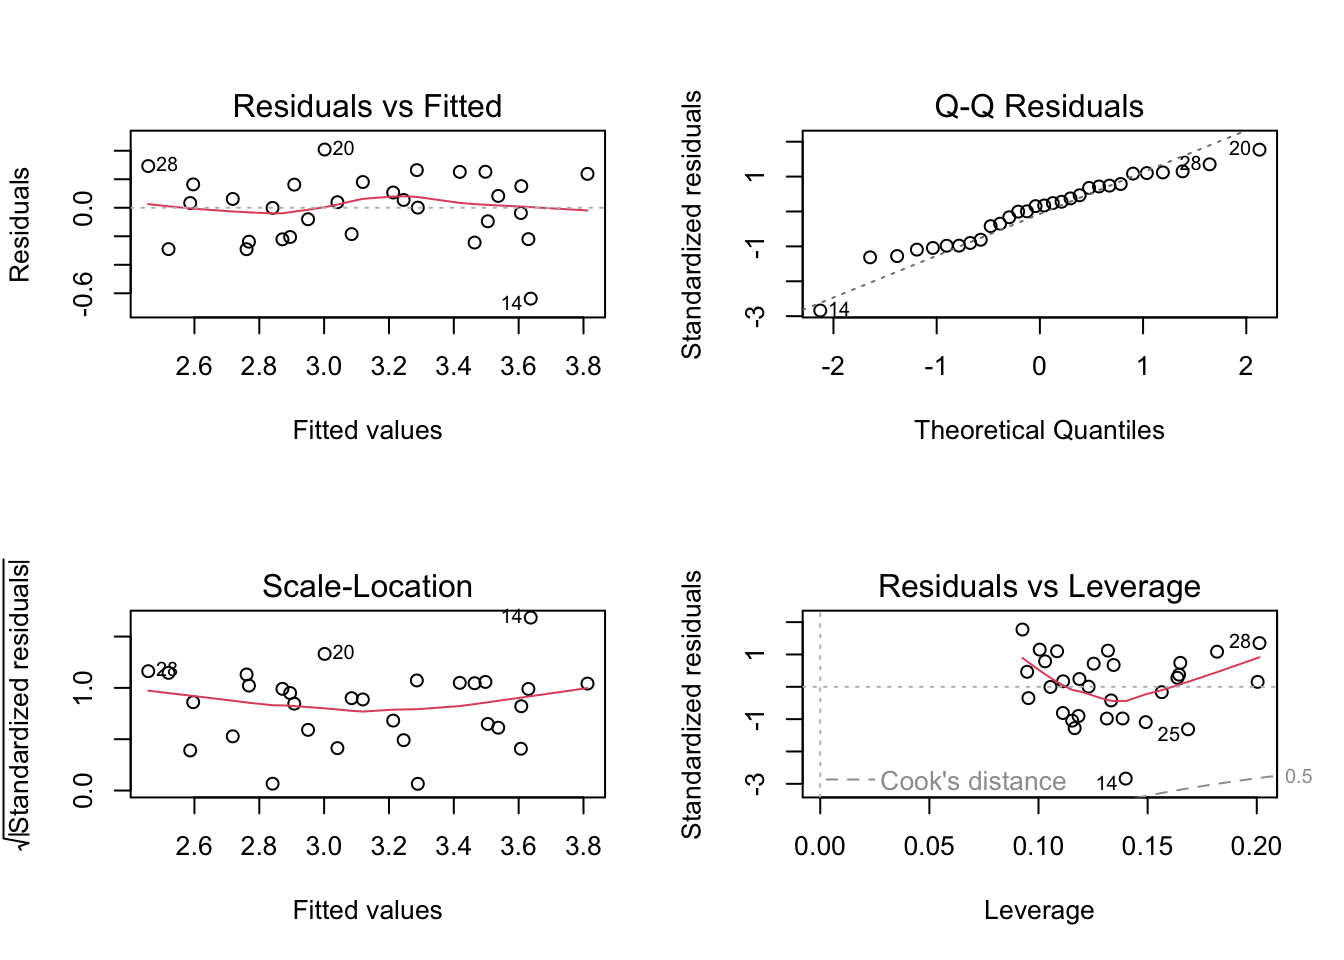 Residuals vs Fitted
Residuals
0.0
-0.6
28
20
14
2.6 2.8 3.0 3.2 3.4 3.6 3.8
Fitted values
Q-Q Residuals
Standardized residuals
1
-1
-3
28
20
14
-2 -1 0 1 2
Theoretical Quantiles
Scale-Location
√|Standardized residuals|
1.0
0.0
28
20
14
2.6 2.8 3.0 3.2 3.4 3.6 3.8
Fitted values
Residuals vs Leverage
Standardized residuals
1
-1
-3
28
25
14
Cook's distance
0.5
0.00 0.05 0.10 0.15 0.20
Leverage